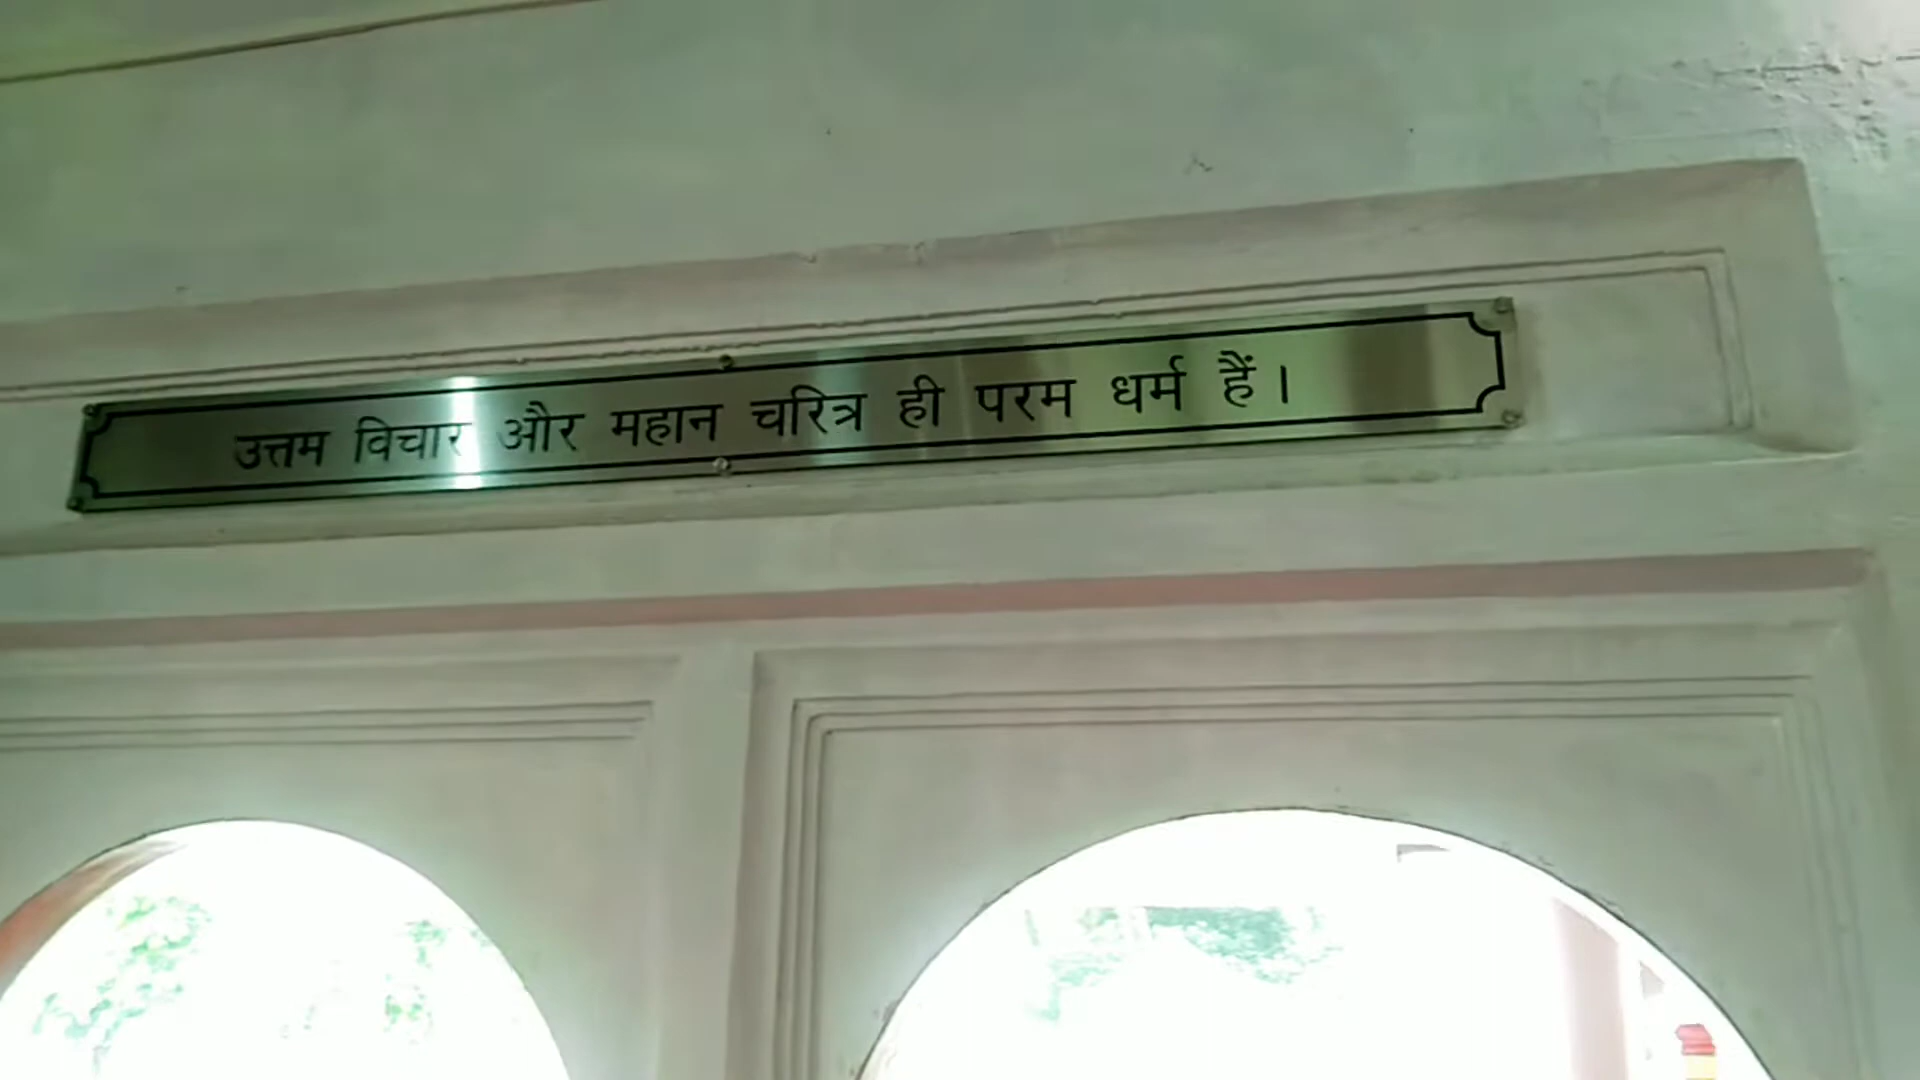 उत्तम विचार और महान चरित्र ही परम धर्म हैं।